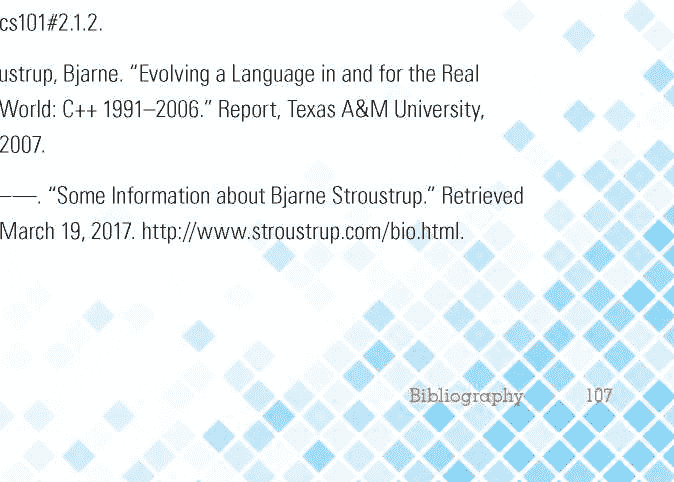 cs101#2.1.2.
ustrup, Bjarne. “Evolving a Language in and for the Real
World: C++ 1991–2006.” Report, Texas A&M University,
2007.
–——. “Some Information about Bjarne Stroustrup.” Retrieved
March 19, 2017. http://www.stroustrup.com/bio.html.
Bibliography 107